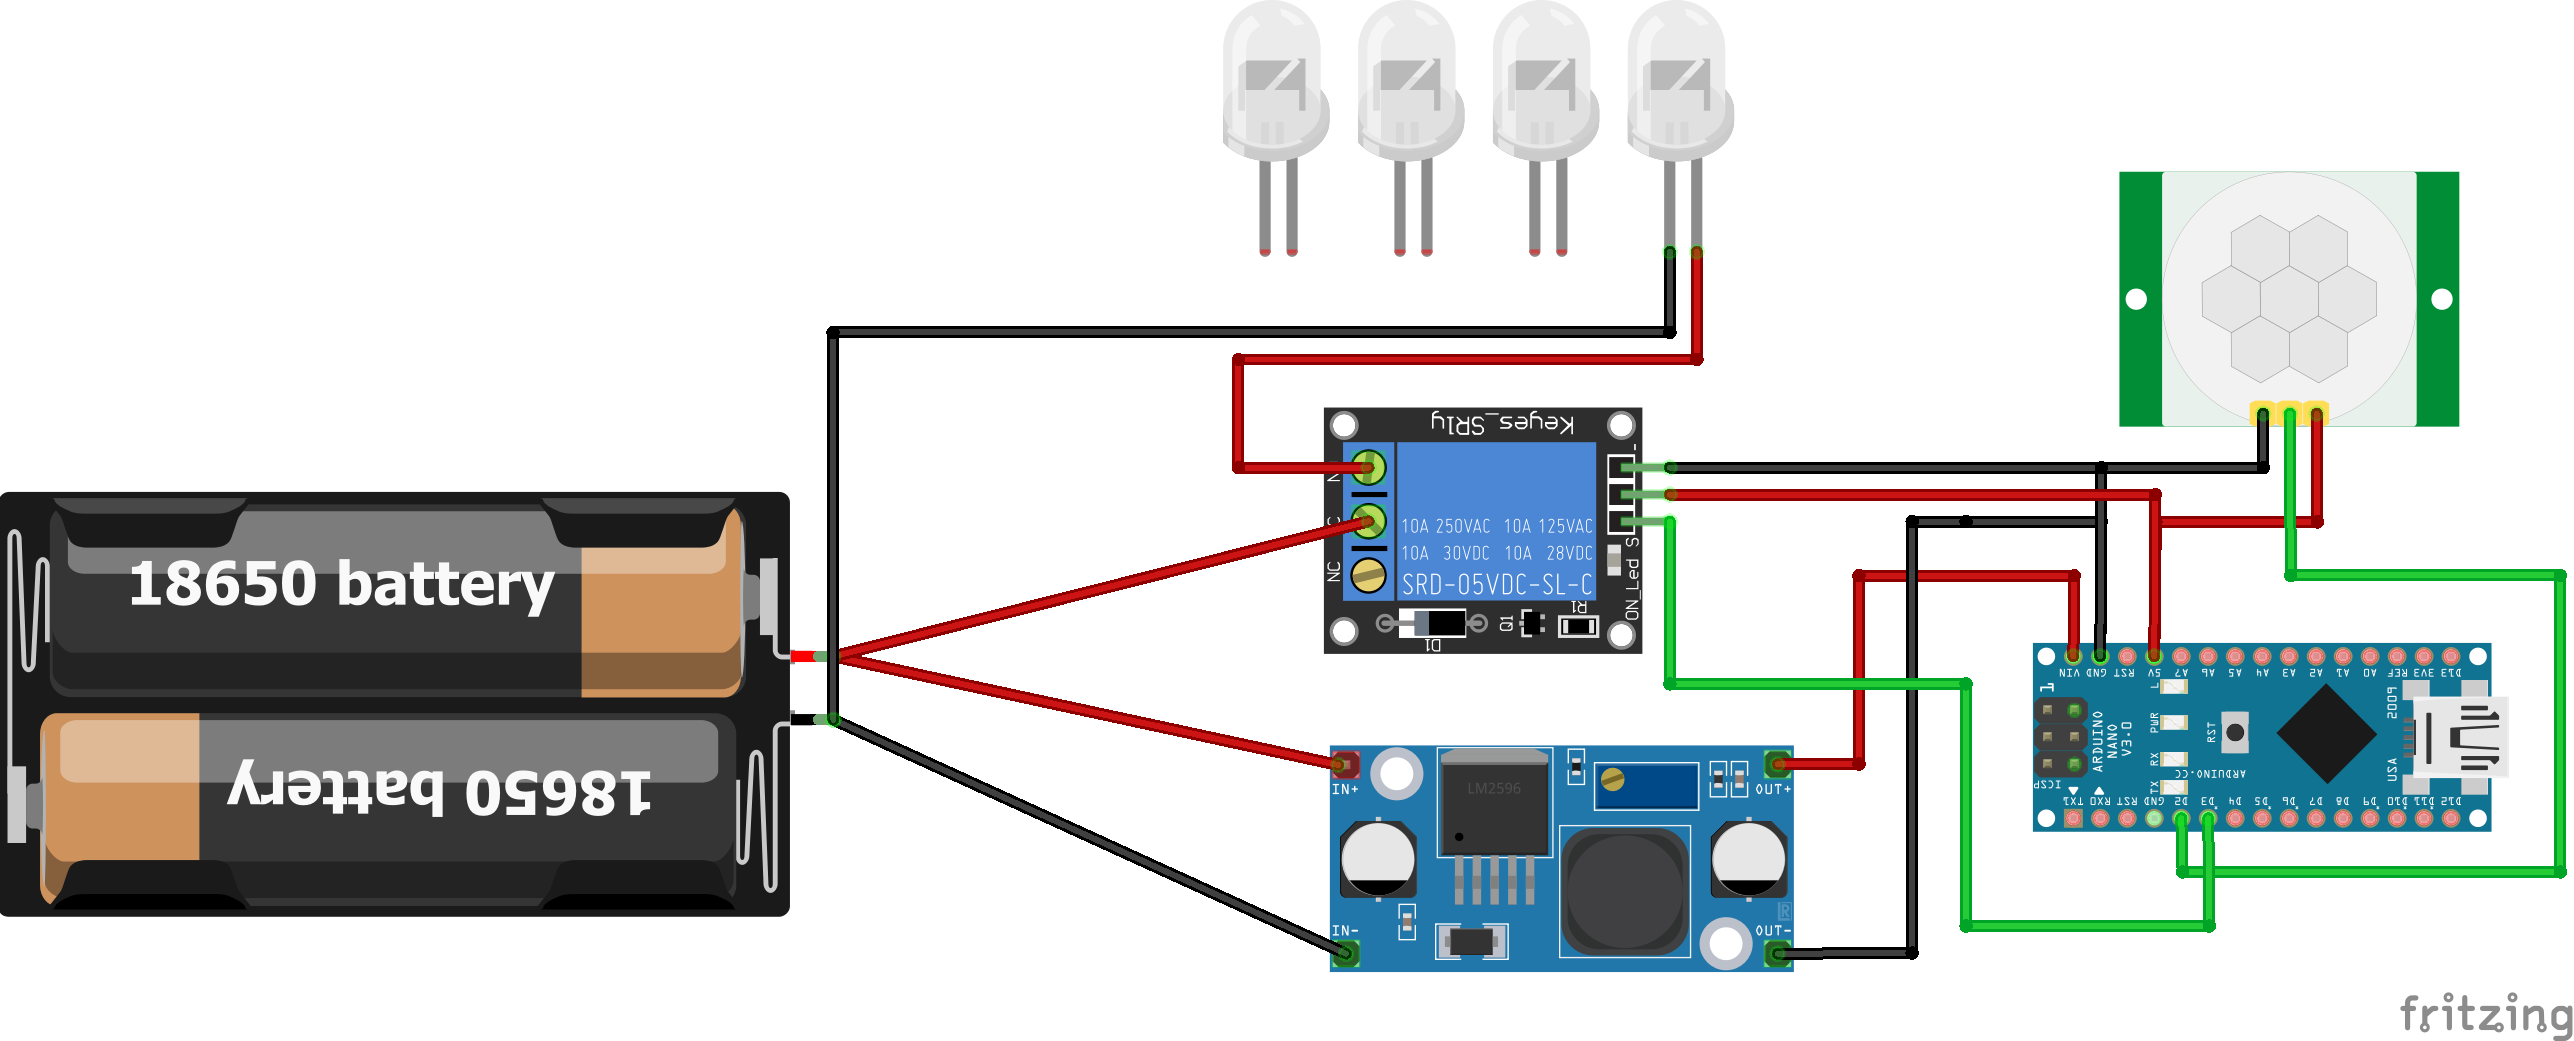 Keyes_SR1y
-
N
C
10A 250VAC 10A 125VAC
10A 30VDC 10A 28VDC
SRD-05VDC-SL-C
NC
S
ON_Led
D1
Q1
R1
18650 battery
18650 battery
LM2596
IN+
OUT+
IN-
OUT-
R
VIN GND RST 5V A7 A6 A5 A4 A3 A2 A1 A0 REF 3V3 D13
1
L
PWR
RX
TX
ARDUINO
NANO
V3.0
RST
ARDUINO.CC
2009
USA
ICSP
TX1 RX0 RST GND D2 D3 D4 D5 D6 D7 D8 D9 D10 D11 D12
fritzing